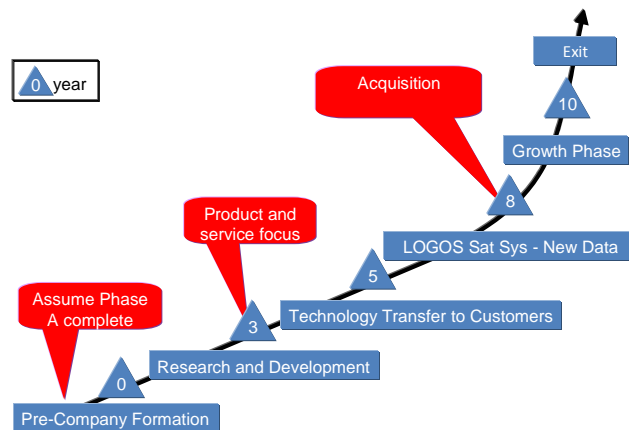 Exit
0 year
Acquisition
10
Growth Phase
8
Product and
service focus
LOGOS Sat Sys - New Data
5
Assume Phase
A complete
Technology Transfer to Customers
3
Research and Development
0
Pre-Company Formation